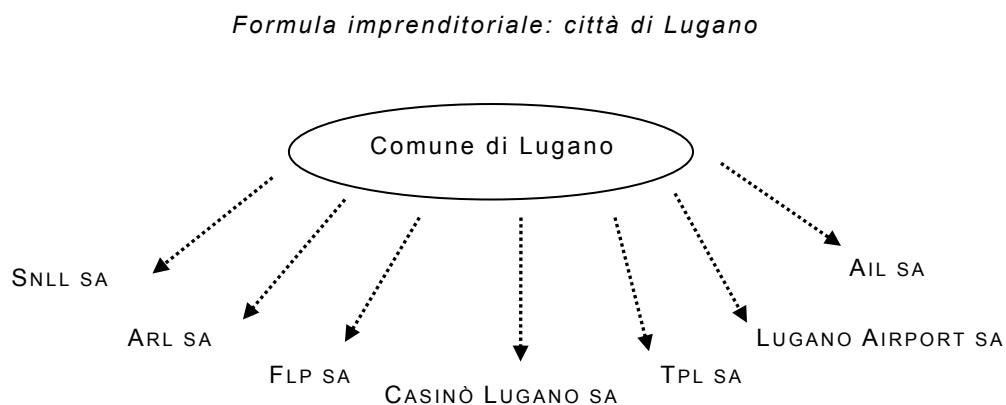 Formula imprenditoriale: città di Lugano
Comune di Lugano
SNLL SA
ARL SA
FLP SA
CASINÒ LUGANO SA
TPL SA
LUGANO AIRPORT SA
AIL SA